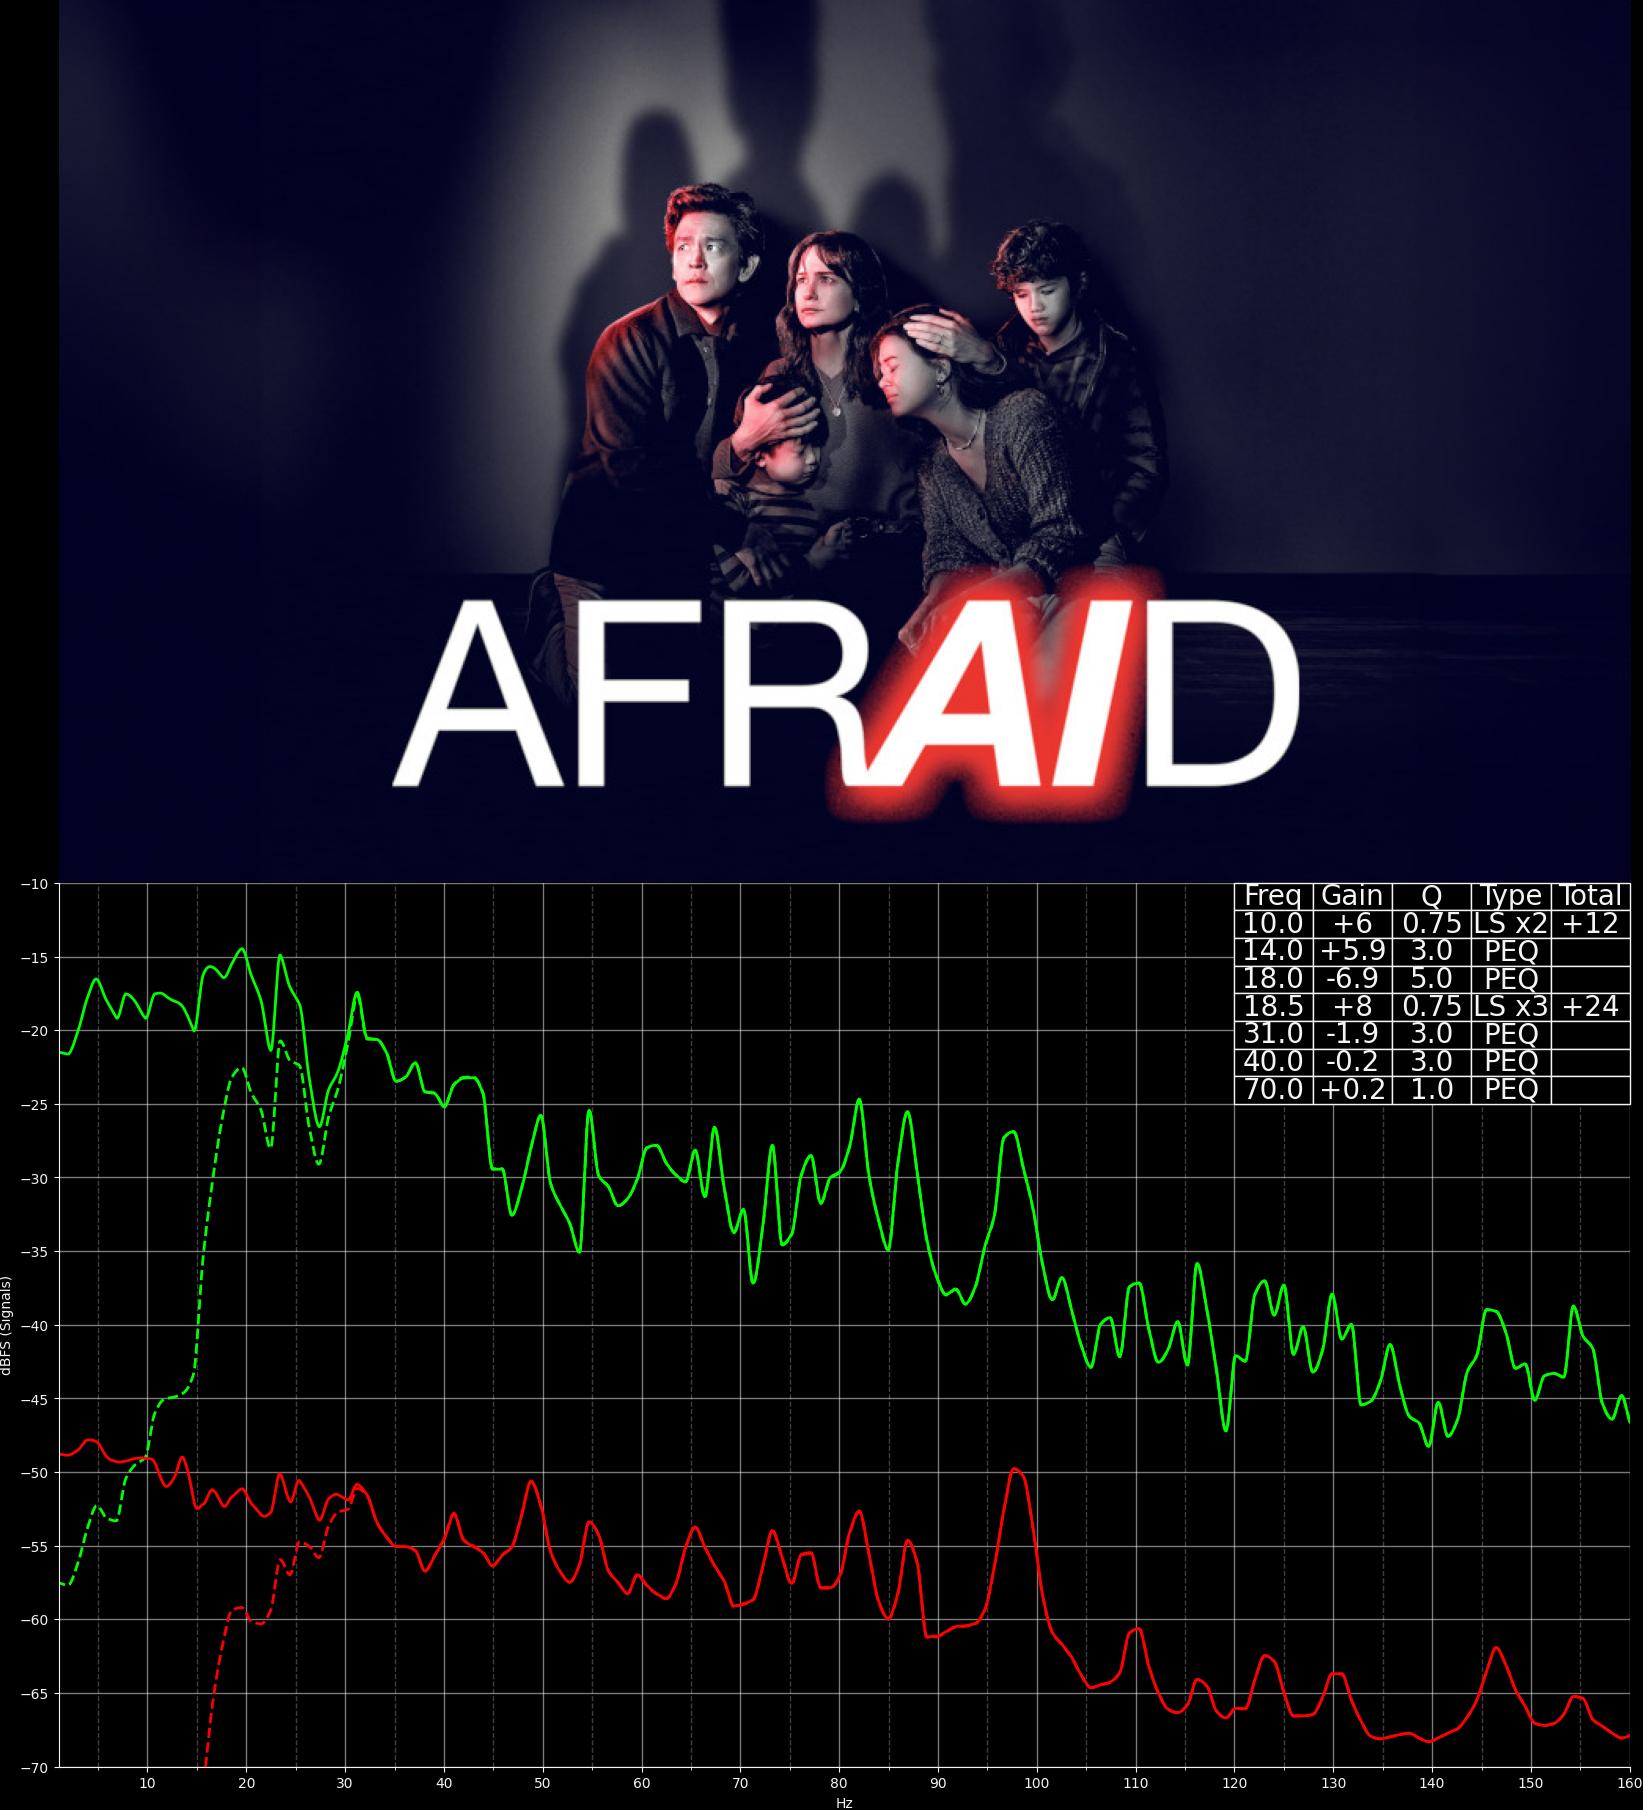 AFRAID
Freq Gain Q Type Total
10.0 +6 0.75 LS x2 +12
14.0 +5.9 3.0 PEQ
18.0 -6.9 5.0 PEQ
18.5 +8 0.75 LS x3 +24
31.0 -1.9 3.0 PEQ
40.0 -0.2 3.0 PEQ
70.0 +0.2 1.0 PEQ
−10
−15
−20
−25
−30
−35
−40
−45
−50
−55
−60
−65
−70
dBFS (Signals)
10 20 30 40 50 60 70 80 90 100 110 120 130 140 150 160
Hz